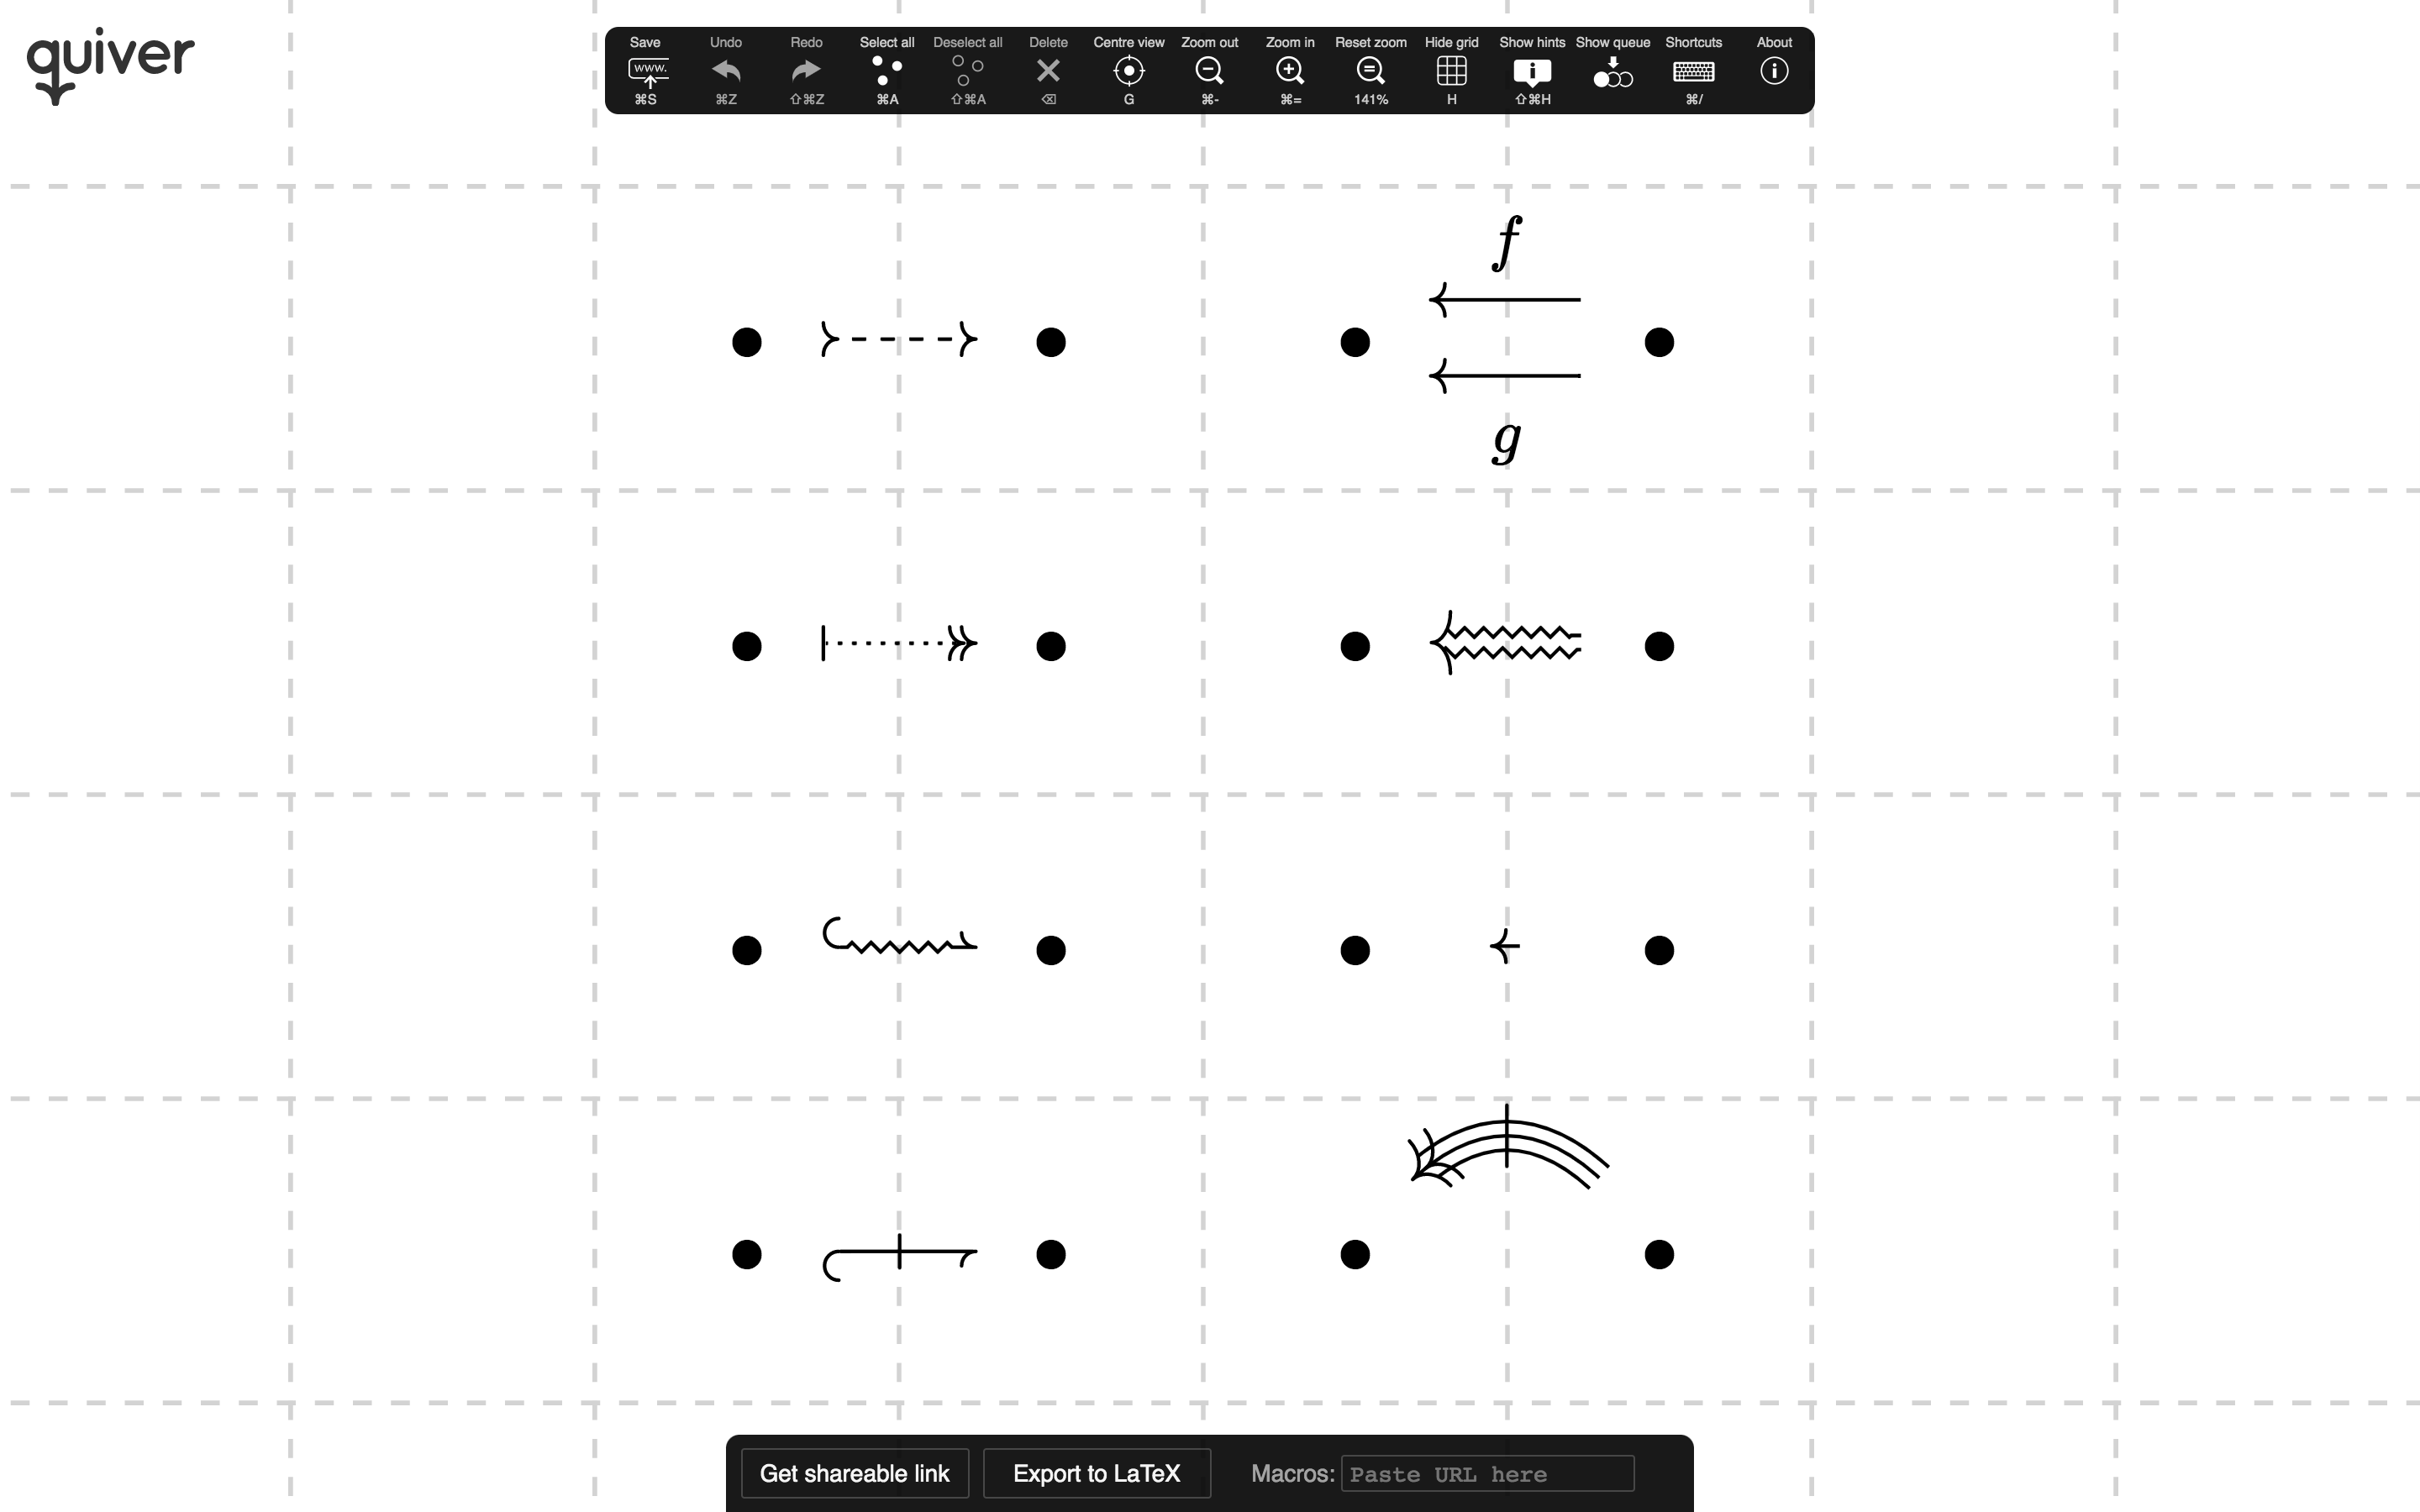 quiver
Save Undo Redo Select all Deselect all Delete Centre view Zoom out Zoom in Reset zoom Hide grid Show hints Show queue Shortcuts About
www.
⌘S ⌘Z ⇧⌘Z ⌘A ⇧⌘A ⌫ G ⌘- ⌘= 141% H ⇧⌘H ⌘/
f
g
Get shareable link Export to LaTeX Macros: Paste URL here